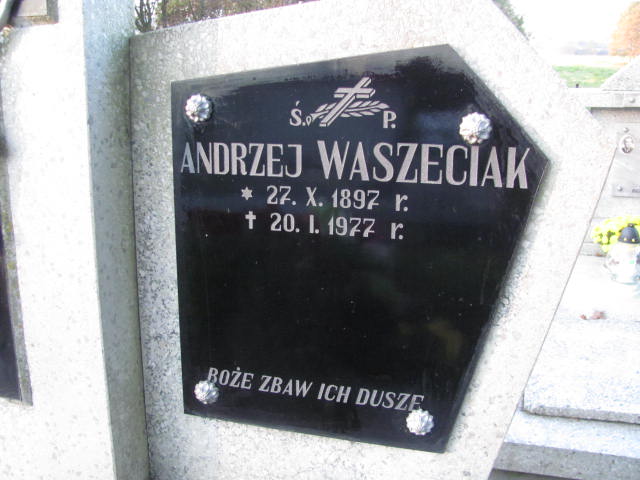 Ś. P.
ANDRZEJ WASZECIAK
* 27. X. 1897 r.
✝ 20. I. 1977 r.
BOŻE ZBAW ICH DUSZE